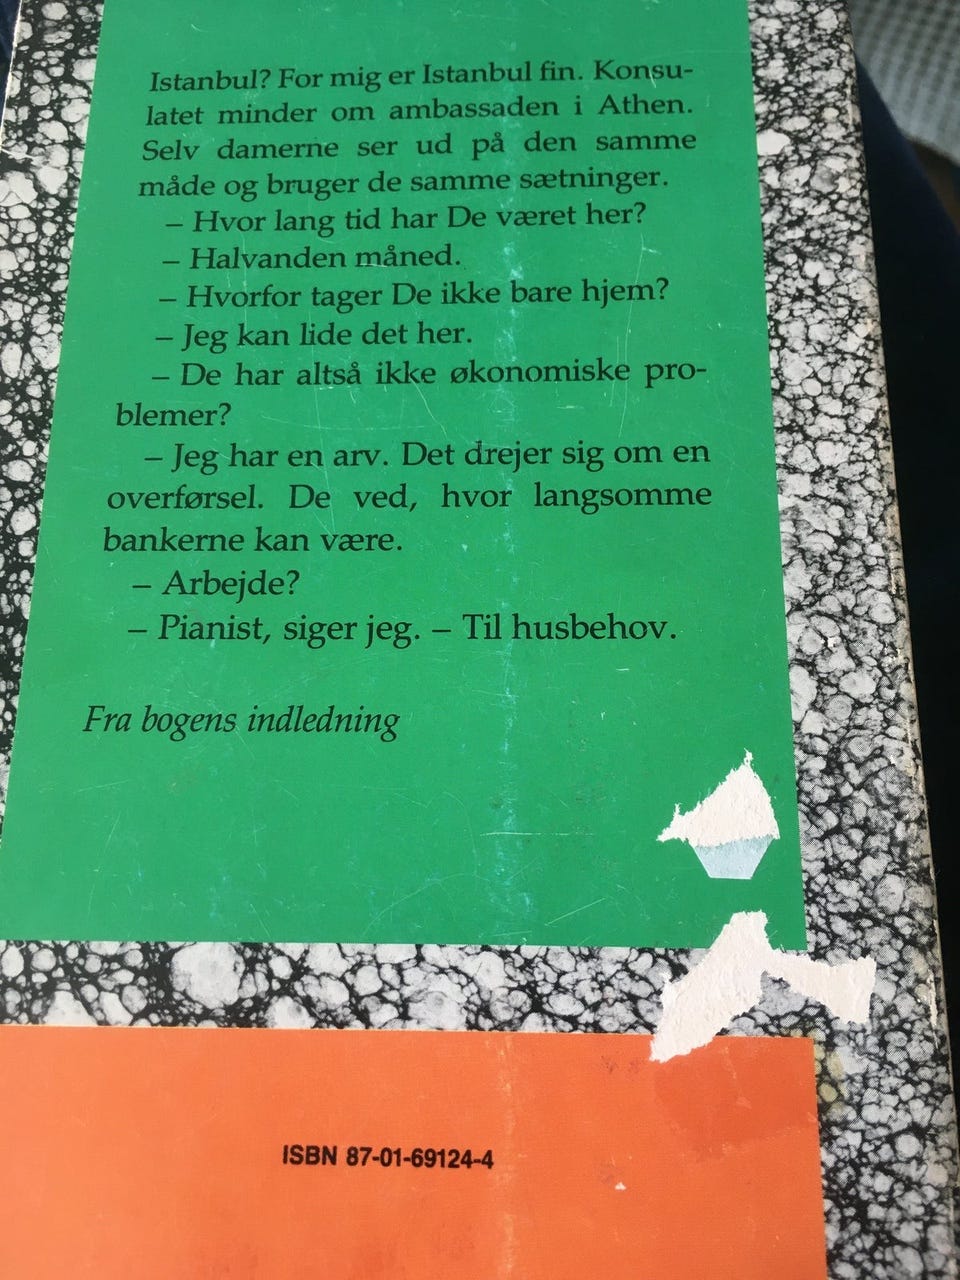 Istanbul? For mig er Istanbul fin. Konsu-
latet minder om ambassaden i Athen.
Selv damerne ser ud på den samme
måde og bruger de samme sætninger.
– Hvor lang tid har De været her?
– Halvanden måned.
– Hvorfor tager De ikke bare hjem?
– Jeg kan lide det her.
– De har altså ikke økonomiske pro-
blemer?
– Jeg har en arv. Det drejer sig om en
overførsel. De ved, hvor langsomme
bankerne kan være.
– Arbejde?
– Pianist, siger jeg. – Til husbehov.
Fra bogens indledning
ISBN 87-01-69124-4